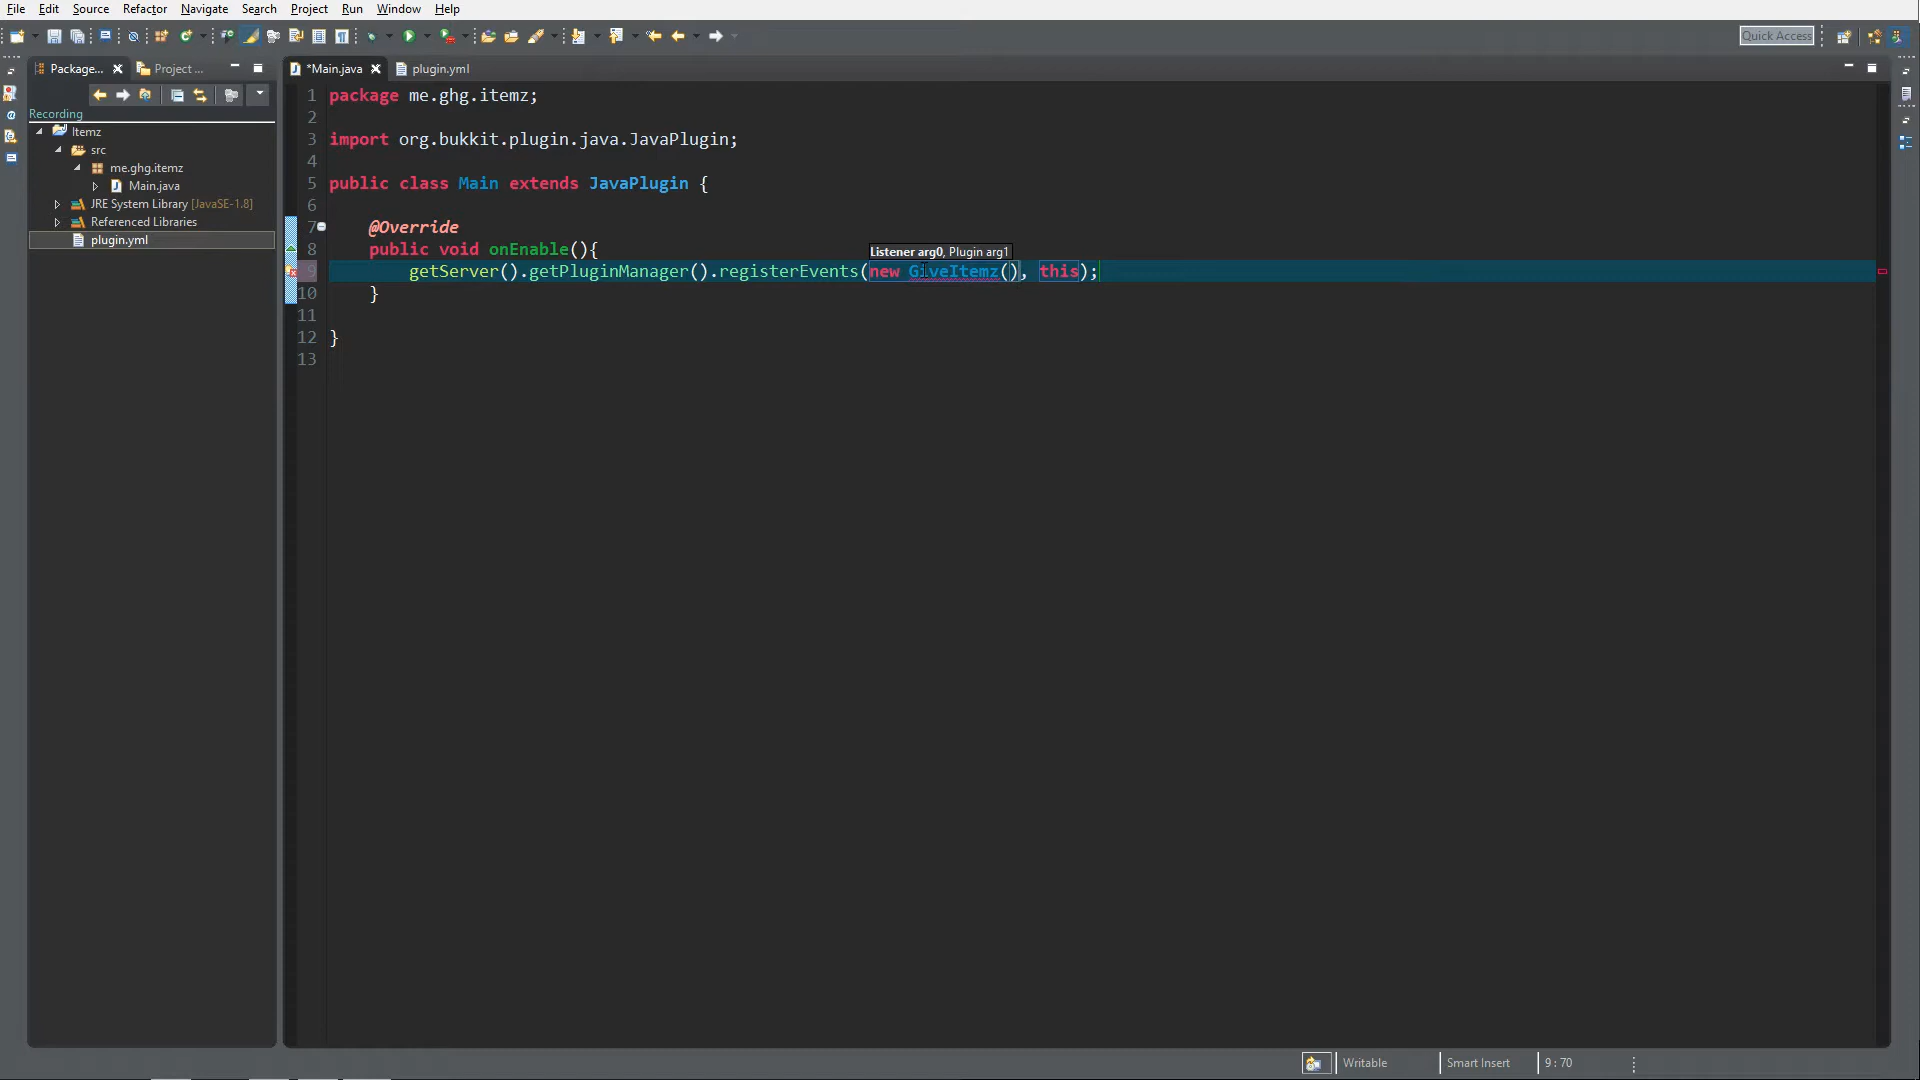 File Edit Source Refactor Navigate Search Project Run Window Help
Quick Access
Package... Project ... *Main.java plugin.yml
Recording
Itemz
src
me.ghg.itemz
Main.java
JRE System Library [JavaSE-1.8]
Referenced Libraries
plugin.yml
1 package me.ghg.itemz;
2
3 import org.bukkit.plugin.java.JavaPlugin;
4
5 public class Main extends JavaPlugin {
6
7 @Override
8 public void onEnable(){
Listener arg0, Plugin arg1
9 getServer().getPluginManager().registerEvents(new GiveItemz(), this);
10 }
11
12 }
13
Writable Smart Insert 9 : 70